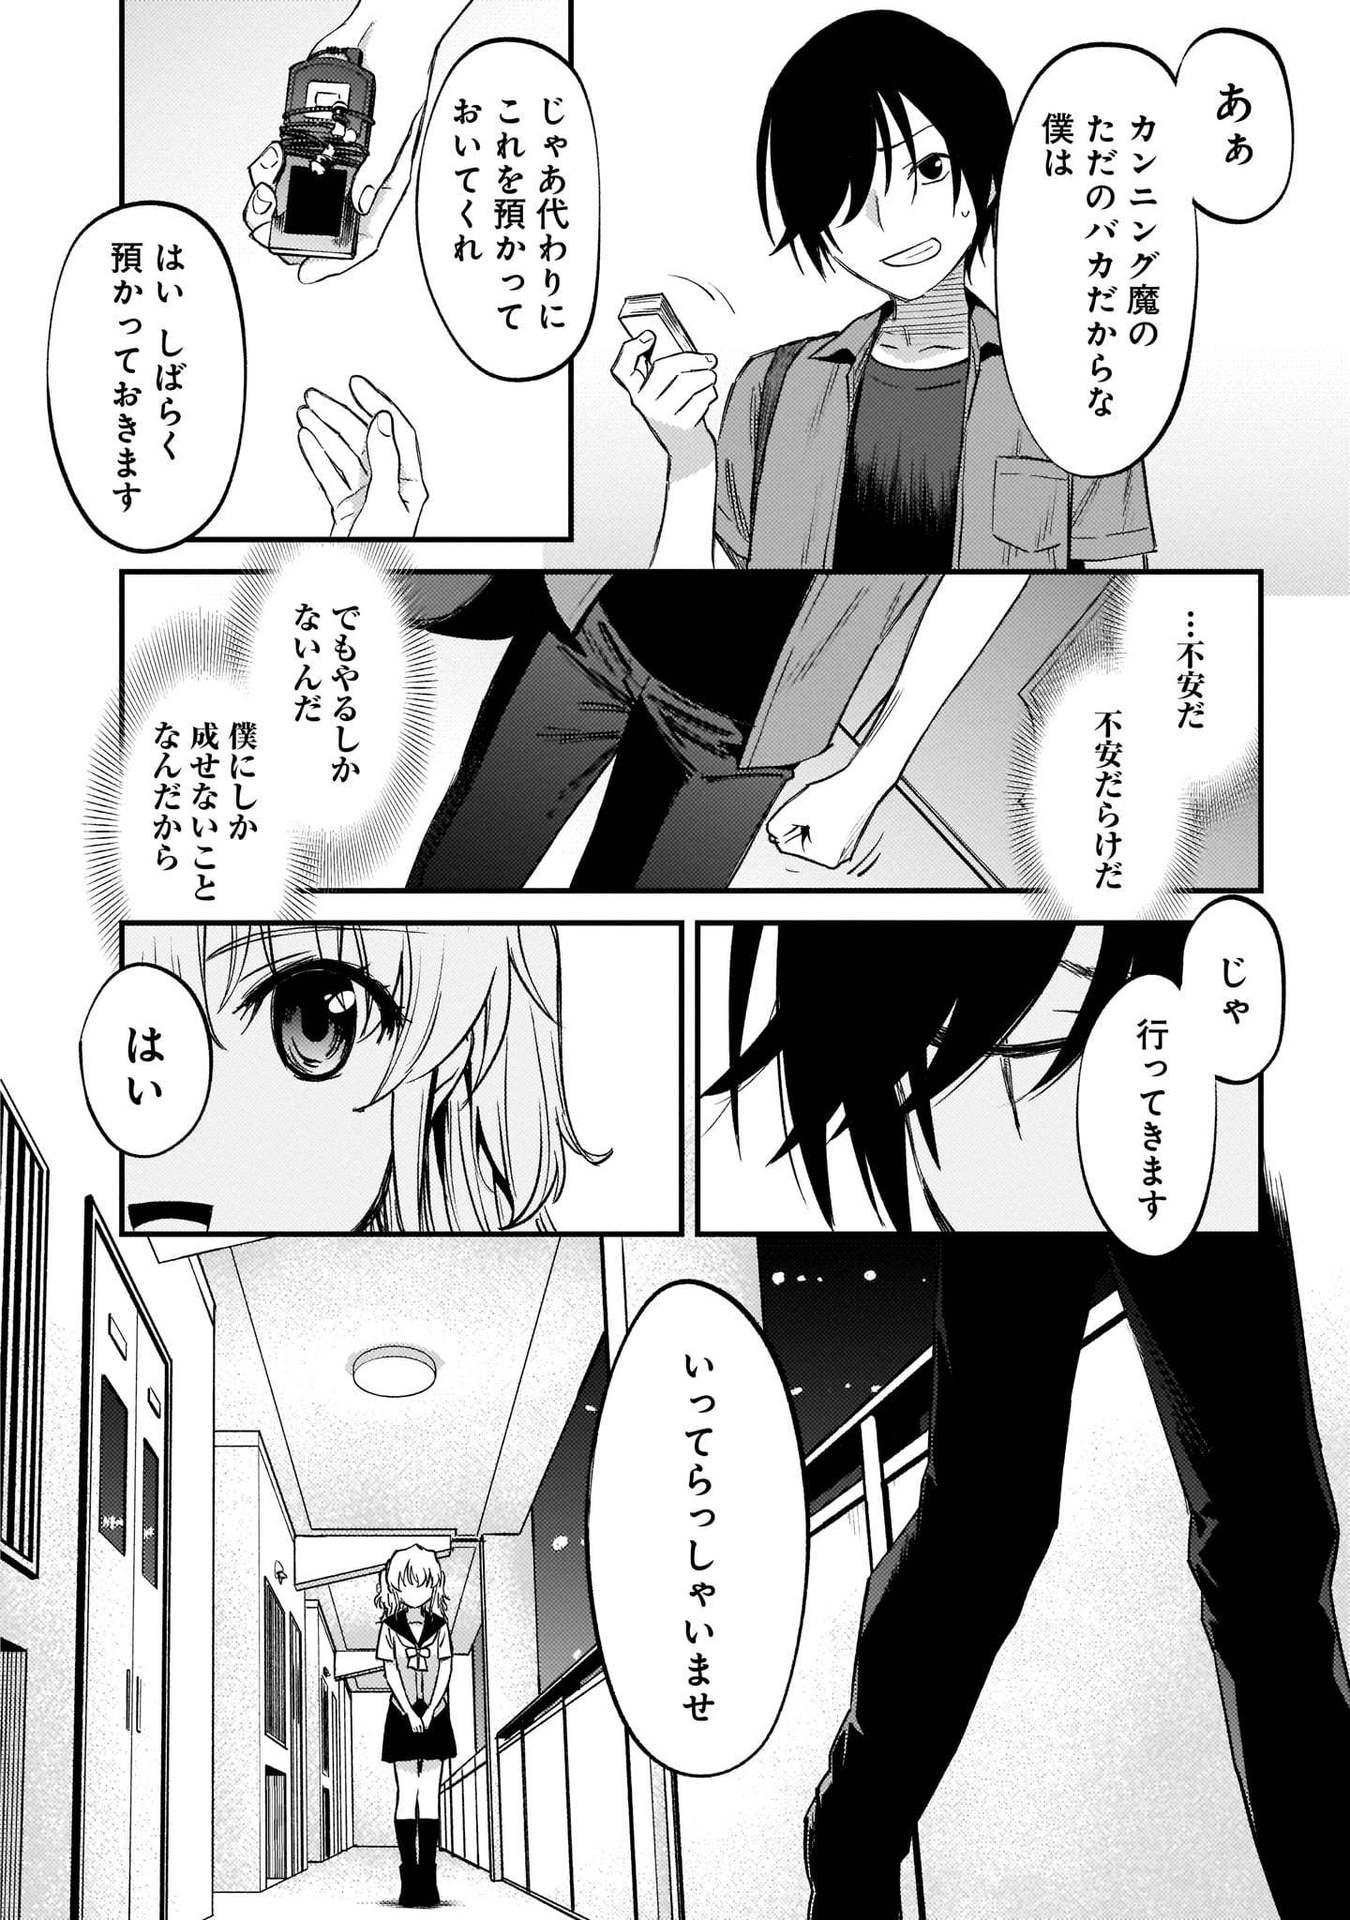 あぁ
カンニング魔の
ただのバカだからな
僕は
じゃあ代わりに
これを預かって
おいてくれ
はい しばらく
預かっておきます
…不安だ
不安だらけだ
でもやるしか
ないんだ
僕にしか
成せないこと
なんだから
じゃ
行ってきます
はい
いってらっしゃいませ